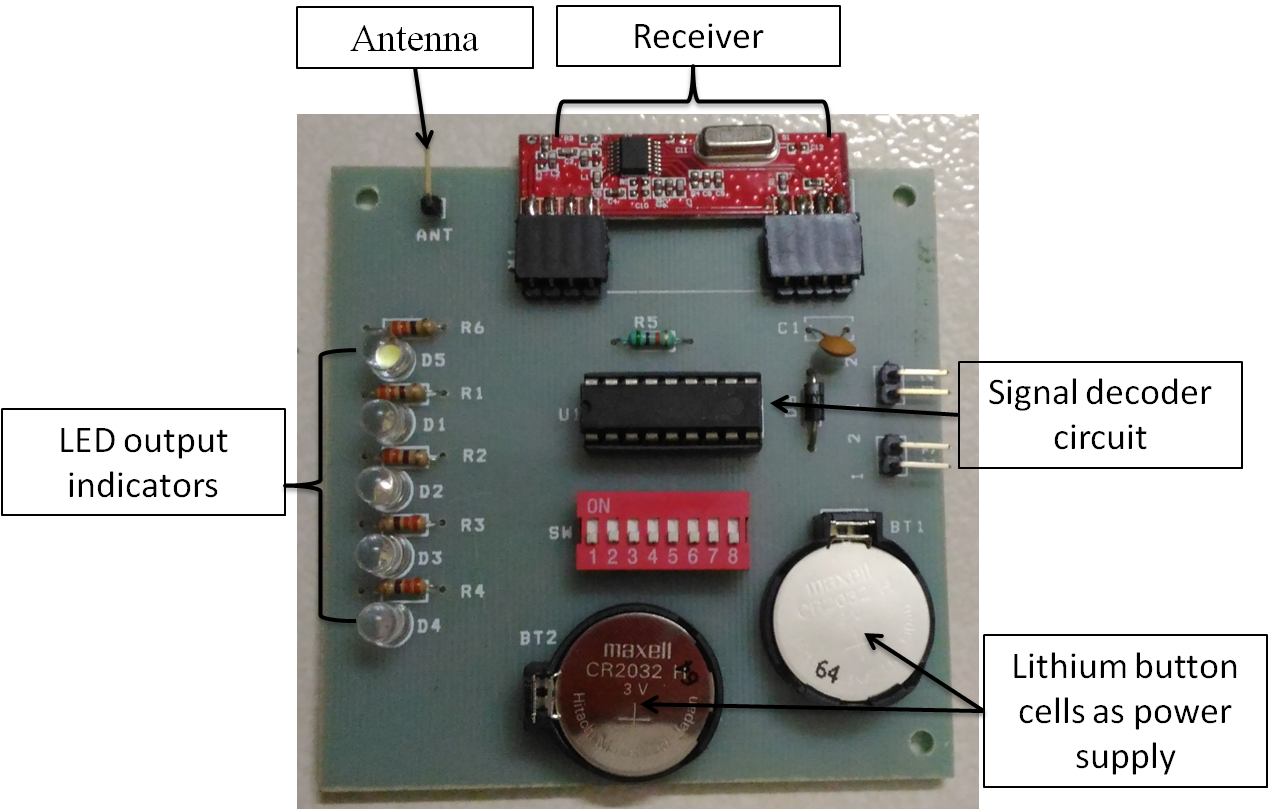 Antenna
Receiver
ANT
R5
C1
2
R6
D5
R1
D1
R2
D2
R3
D3
R4
D4
U1
Signal decoder
circuit
LED output
indicators
2
1
ON
SW
1 2 3 4 5 6 7 8
BT1
maxell
CR2032 H
64
BT2
maxell
CR2032 H
3 V
+
Japan
Lithium button
cells as power
supply